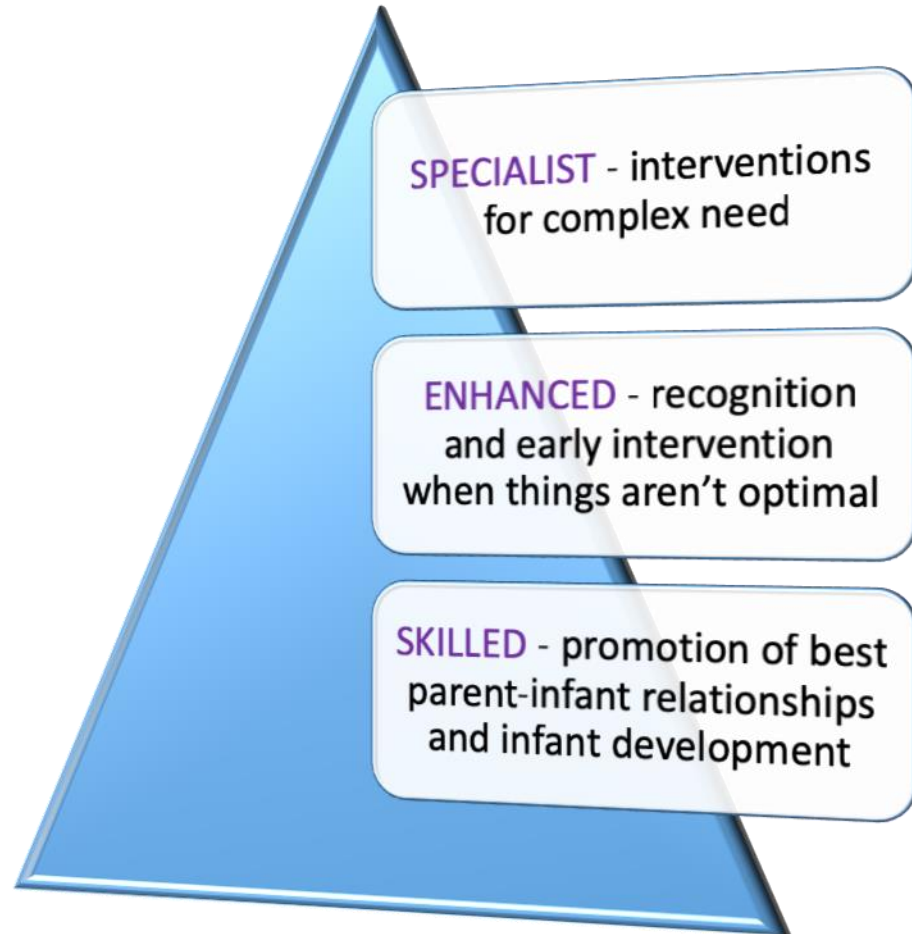 SPECIALIST - interventions
for complex need
ENHANCED - recognition
and early intervention
when things aren’t optimal
SKILLED - promotion of best
parent-infant relationships
and infant development